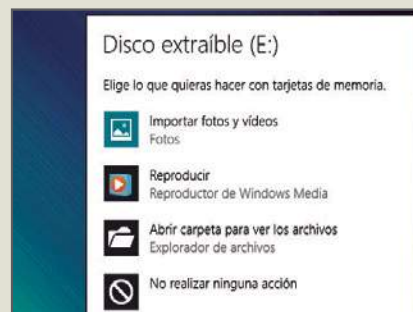 Disco extraíble (E:)
Elige lo que quieras hacer con tarjetas de memoria.
Importar fotos y vídeos
Fotos
Reproducir
Reproductor de Windows Media
Abrir carpeta para ver los archivos
Explorador de archivos
No realizar ninguna acción